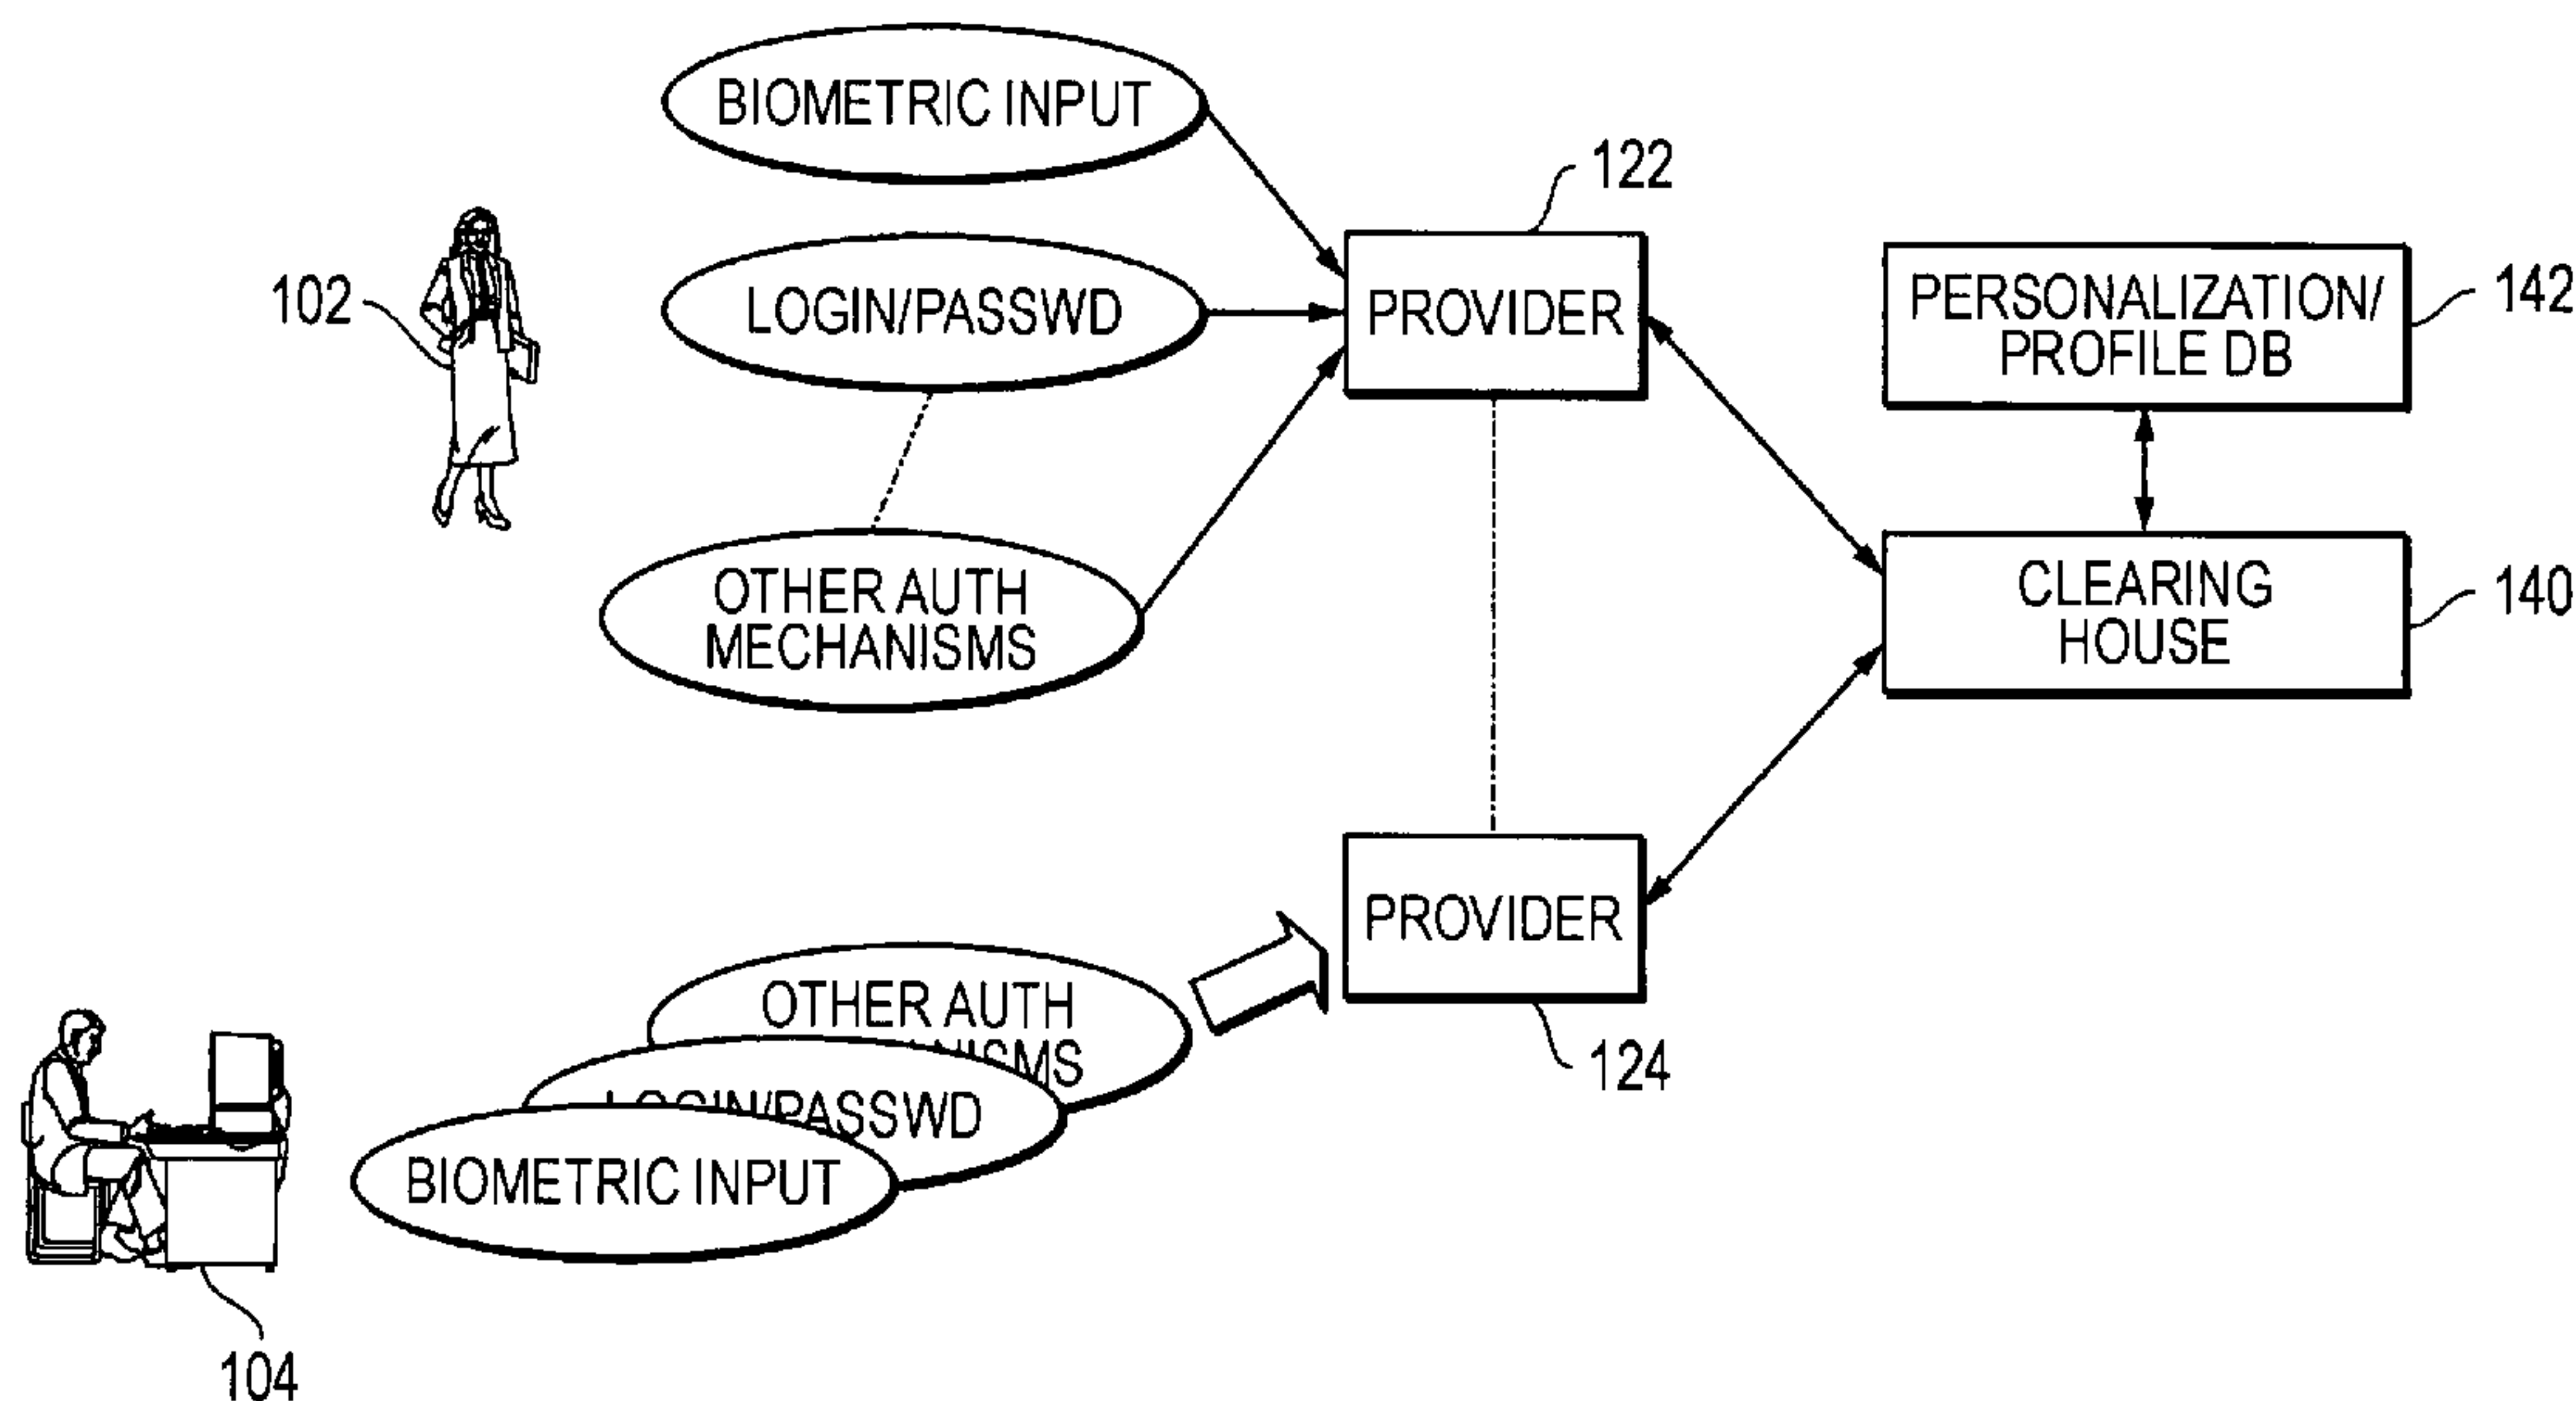 BIOMETRIC INPUT
122
102
LOGIN/PASSWD
PROVIDER
PERSONALIZATION/
PROFILE DB
142
OTHER AUTH
MECHANISMS
CLEARING
HOUSE
140
PROVIDER
124
OTHER AUTH
LOGIN/PASSWD
BIOMETRIC INPUT
104